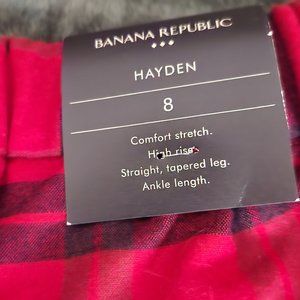 BANANA REPUBLIC
HAYDEN
8
Comfort stretch.
High rise.
Straight, tapered leg.
Ankle length.